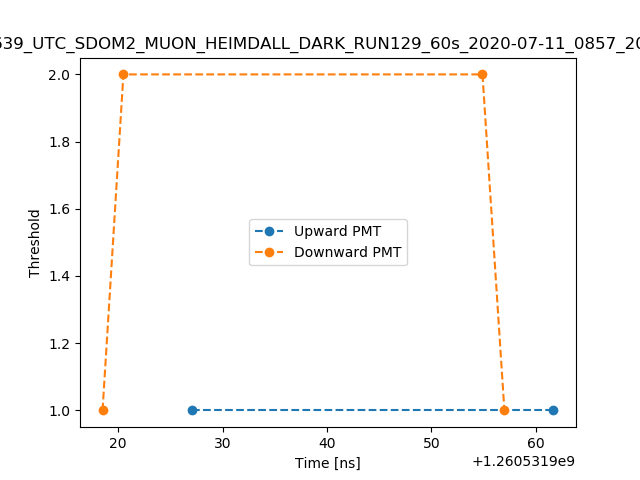 639_UTC_SDOM2_MUON_HEIMDALL_DARK_RUN129_60s_2020-07-11_0857_20
2.0
1.8
1.6
1.4
1.2
1.0
Threshold
Upward PMT
Downward PMT
20 30 40 50 60
Time [ns]
+1.2605319e9